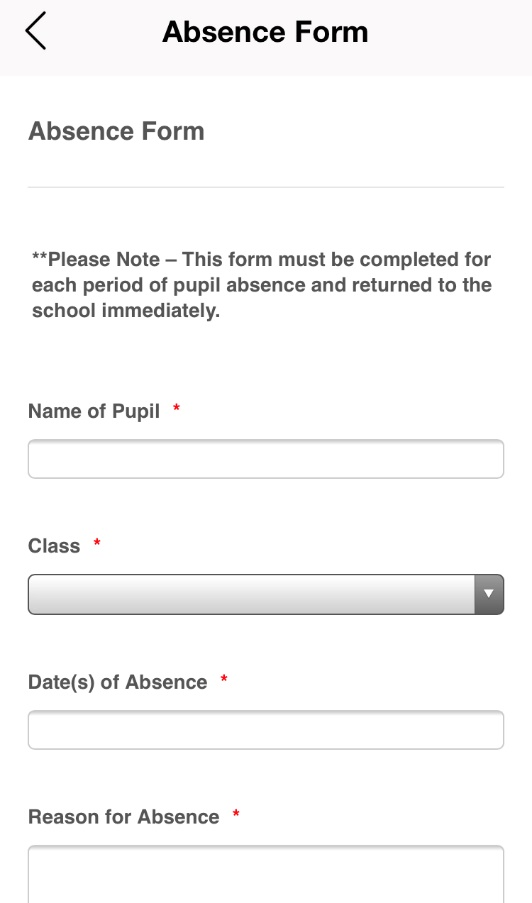 Absence Form
Absence Form
**Please Note – This form must be completed for
each period of pupil absence and returned to the
school immediately.
Name of Pupil *
Class *
Date(s) of Absence *
Reason for Absence *